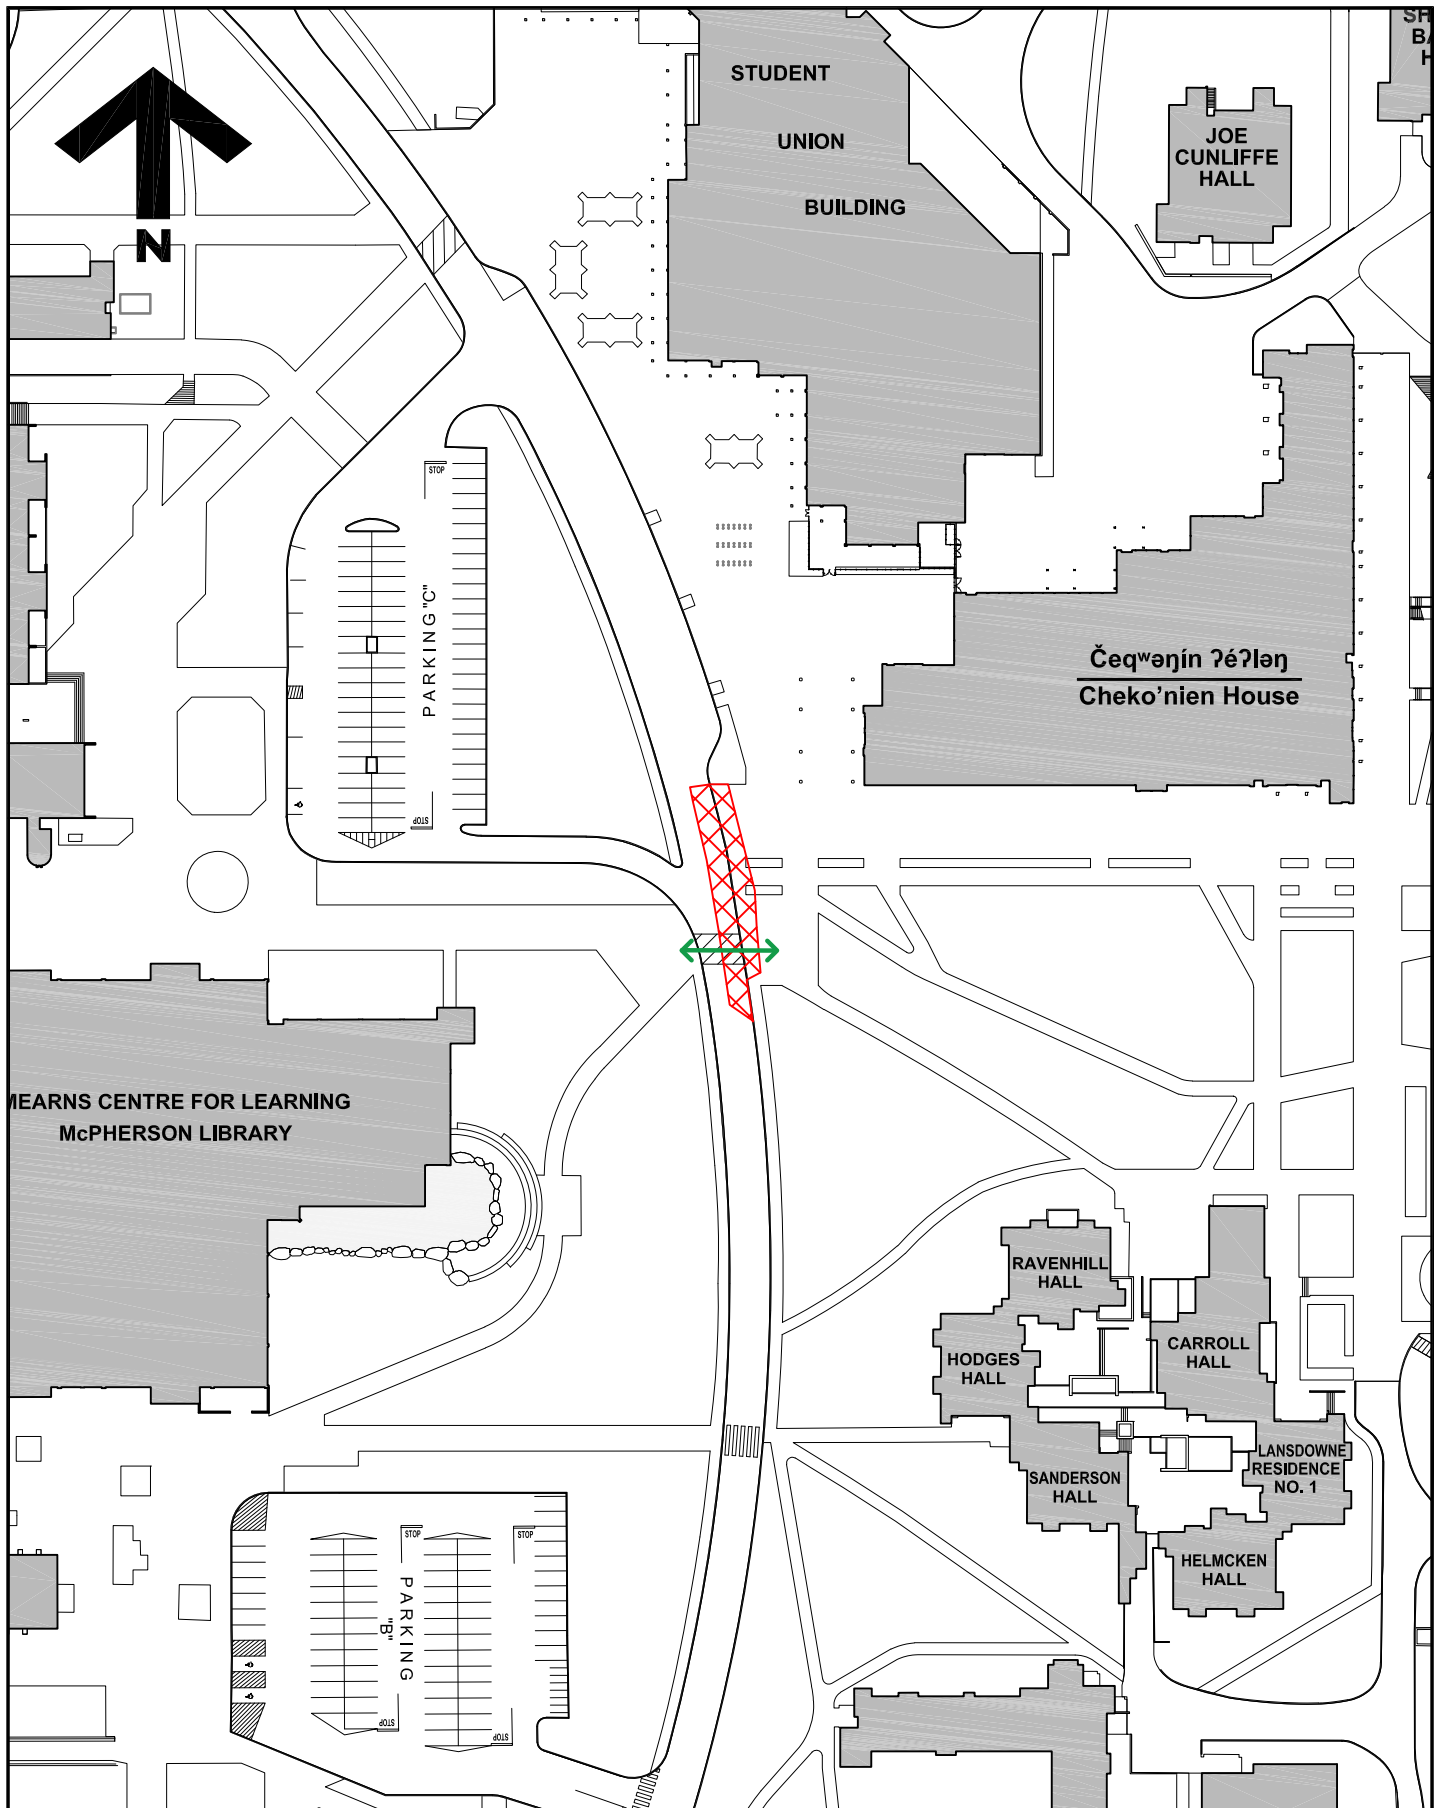 SH
BA
H
STUDENT
UNION
BUILDING
JOE
CUNLIFFE
HALL
N
STOP
PARKING "C"
STOP
Čeqʷəŋín ʔéʔləŋ
Cheko’nien House
MEARNS CENTRE FOR LEARNING
McPHERSON LIBRARY
RAVENHILL
HALL
HODGES
HALL
CARROLL
HALL
SANDERSON
HALL
LANSDOWNE
RESIDENCE
NO. 1
HELMCKEN
HALL
STOP
STOP
PARKING
"B"
STOP
STOP